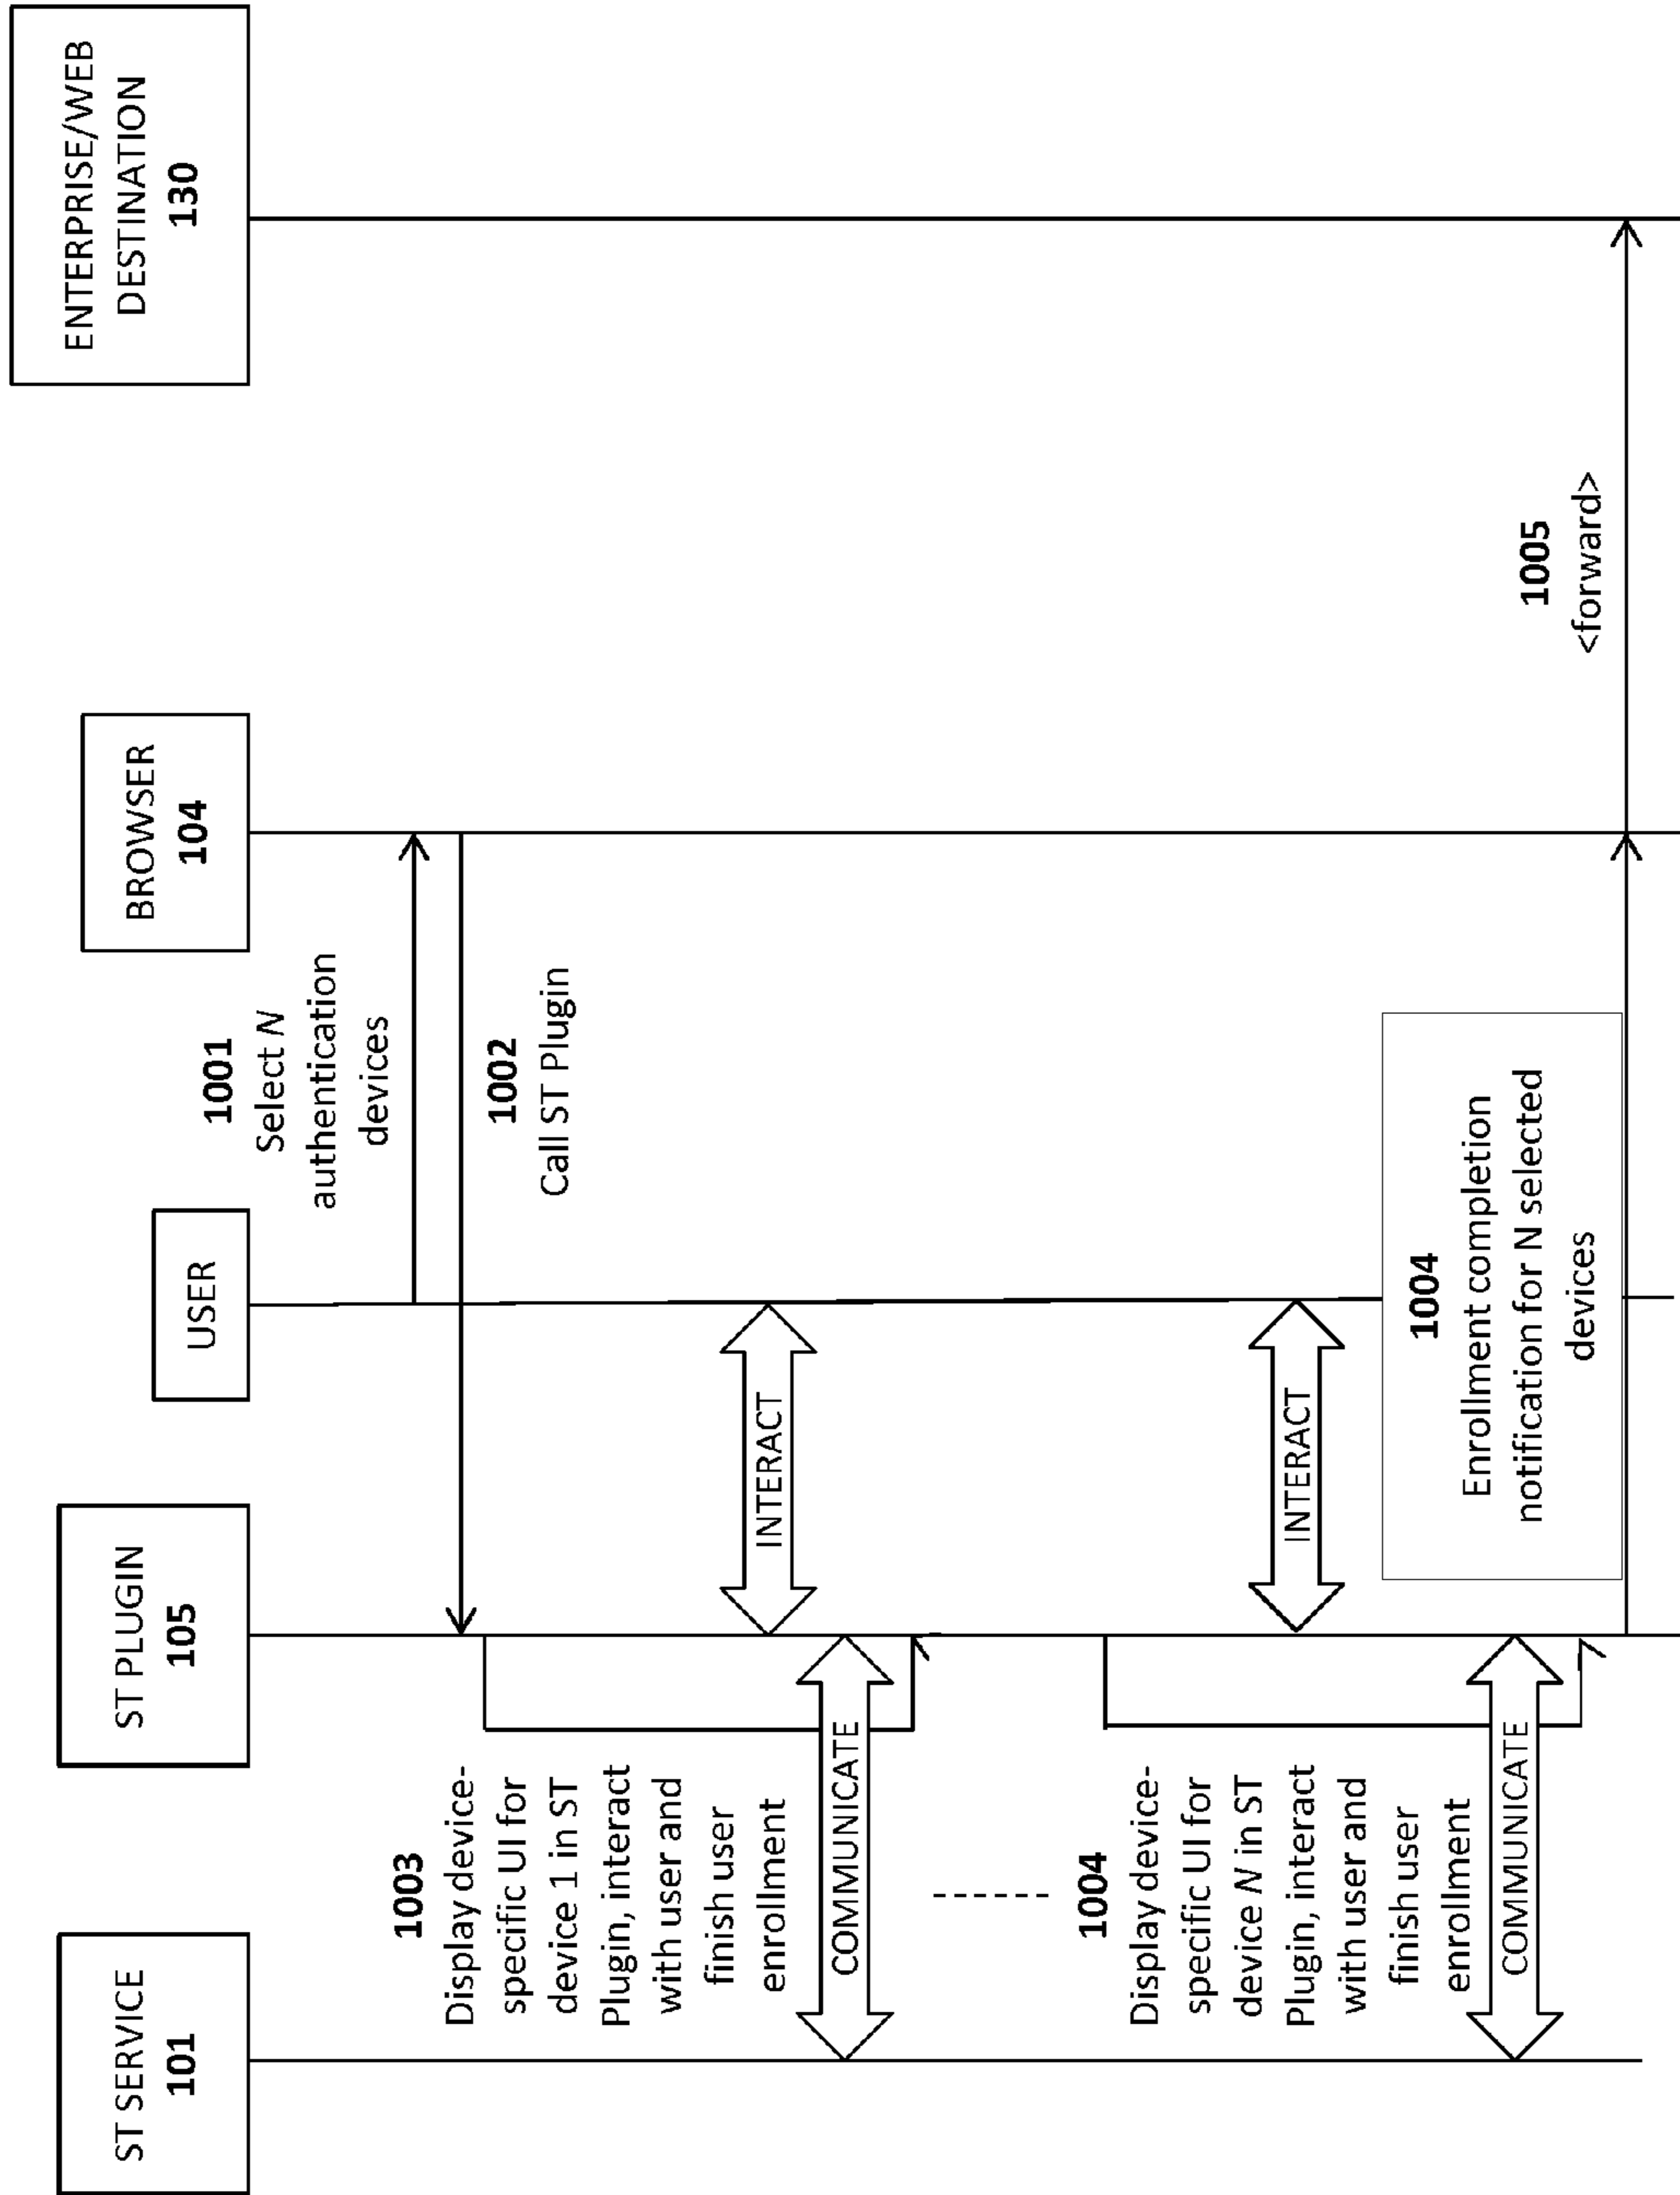 ST SERVICE
101
ST PLUGIN
105
USER
BROWSER
104
ENTERPRISE/WEB
DESTINATION
130
1001
Select N
authentication
devices
1002
Call ST Plugin
1003
Display device-
specific UI for
device 1 in ST
Plugin, interact
with user and
finish user
enrollment
INTERACT
COMMUNICATE
1004
Display device-
specific UI for
device N in ST
Plugin, interact
with user and
finish user
enrollment
INTERACT
COMMUNICATE
1004
Enrollment completion
notification for N selected
devices
1005
<forward>